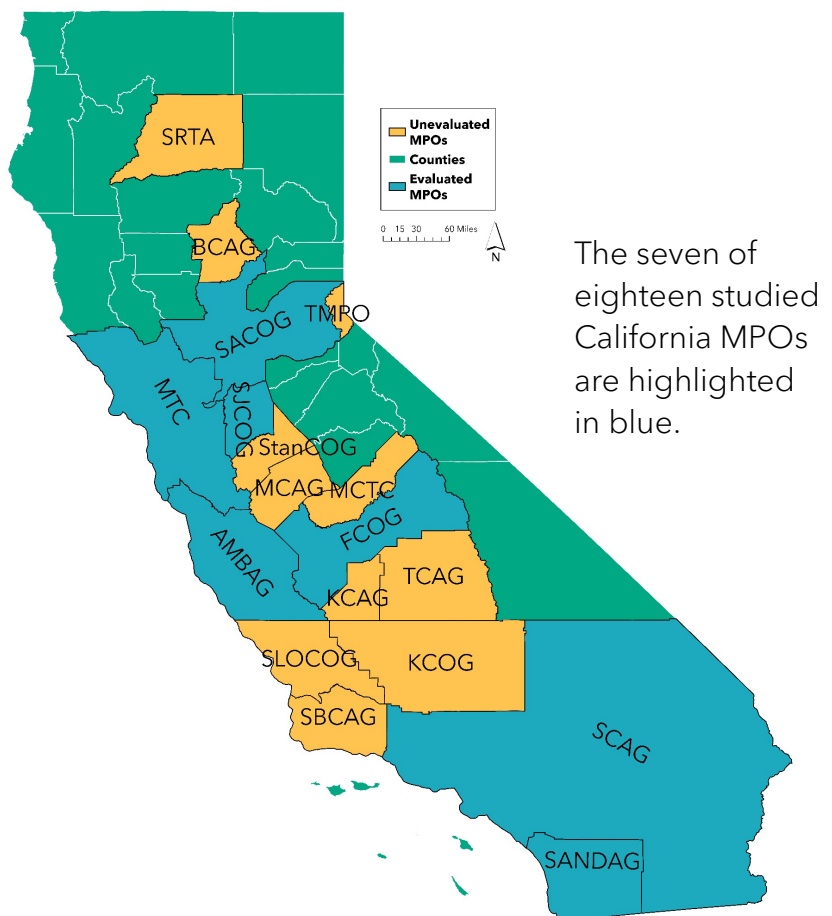 SRTA
Unevaluated
MPOs
Counties
Evaluated
MPOs
0 15 30 60 Miles
N
BCAG
The seven of
eighteen studied
California MPOs
are highlighted
in blue.
TMPO
SACOG
MTC
SJCOG
StanCOG
MCAG
MCTC
FCOG
AMBAG
TCAG
KCAG
SLOCOG
KCOG
SBCAG
SCAG
SANDAG